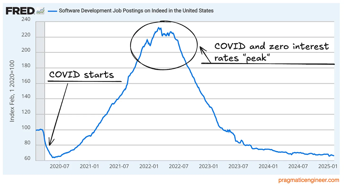 FRED
Software Development Job Postings on Indeed in the United States
Index Feb, 1 2020=100
240
220
200
180
160
140
120
100
80
60
COVID starts
COVID and zero interest
rates "peak"
2020-07
2021-01
2021-07
2022-01
2022-07
2023-01
2023-07
2024-01
2024-07
2025-01
pragmaticengineer.com